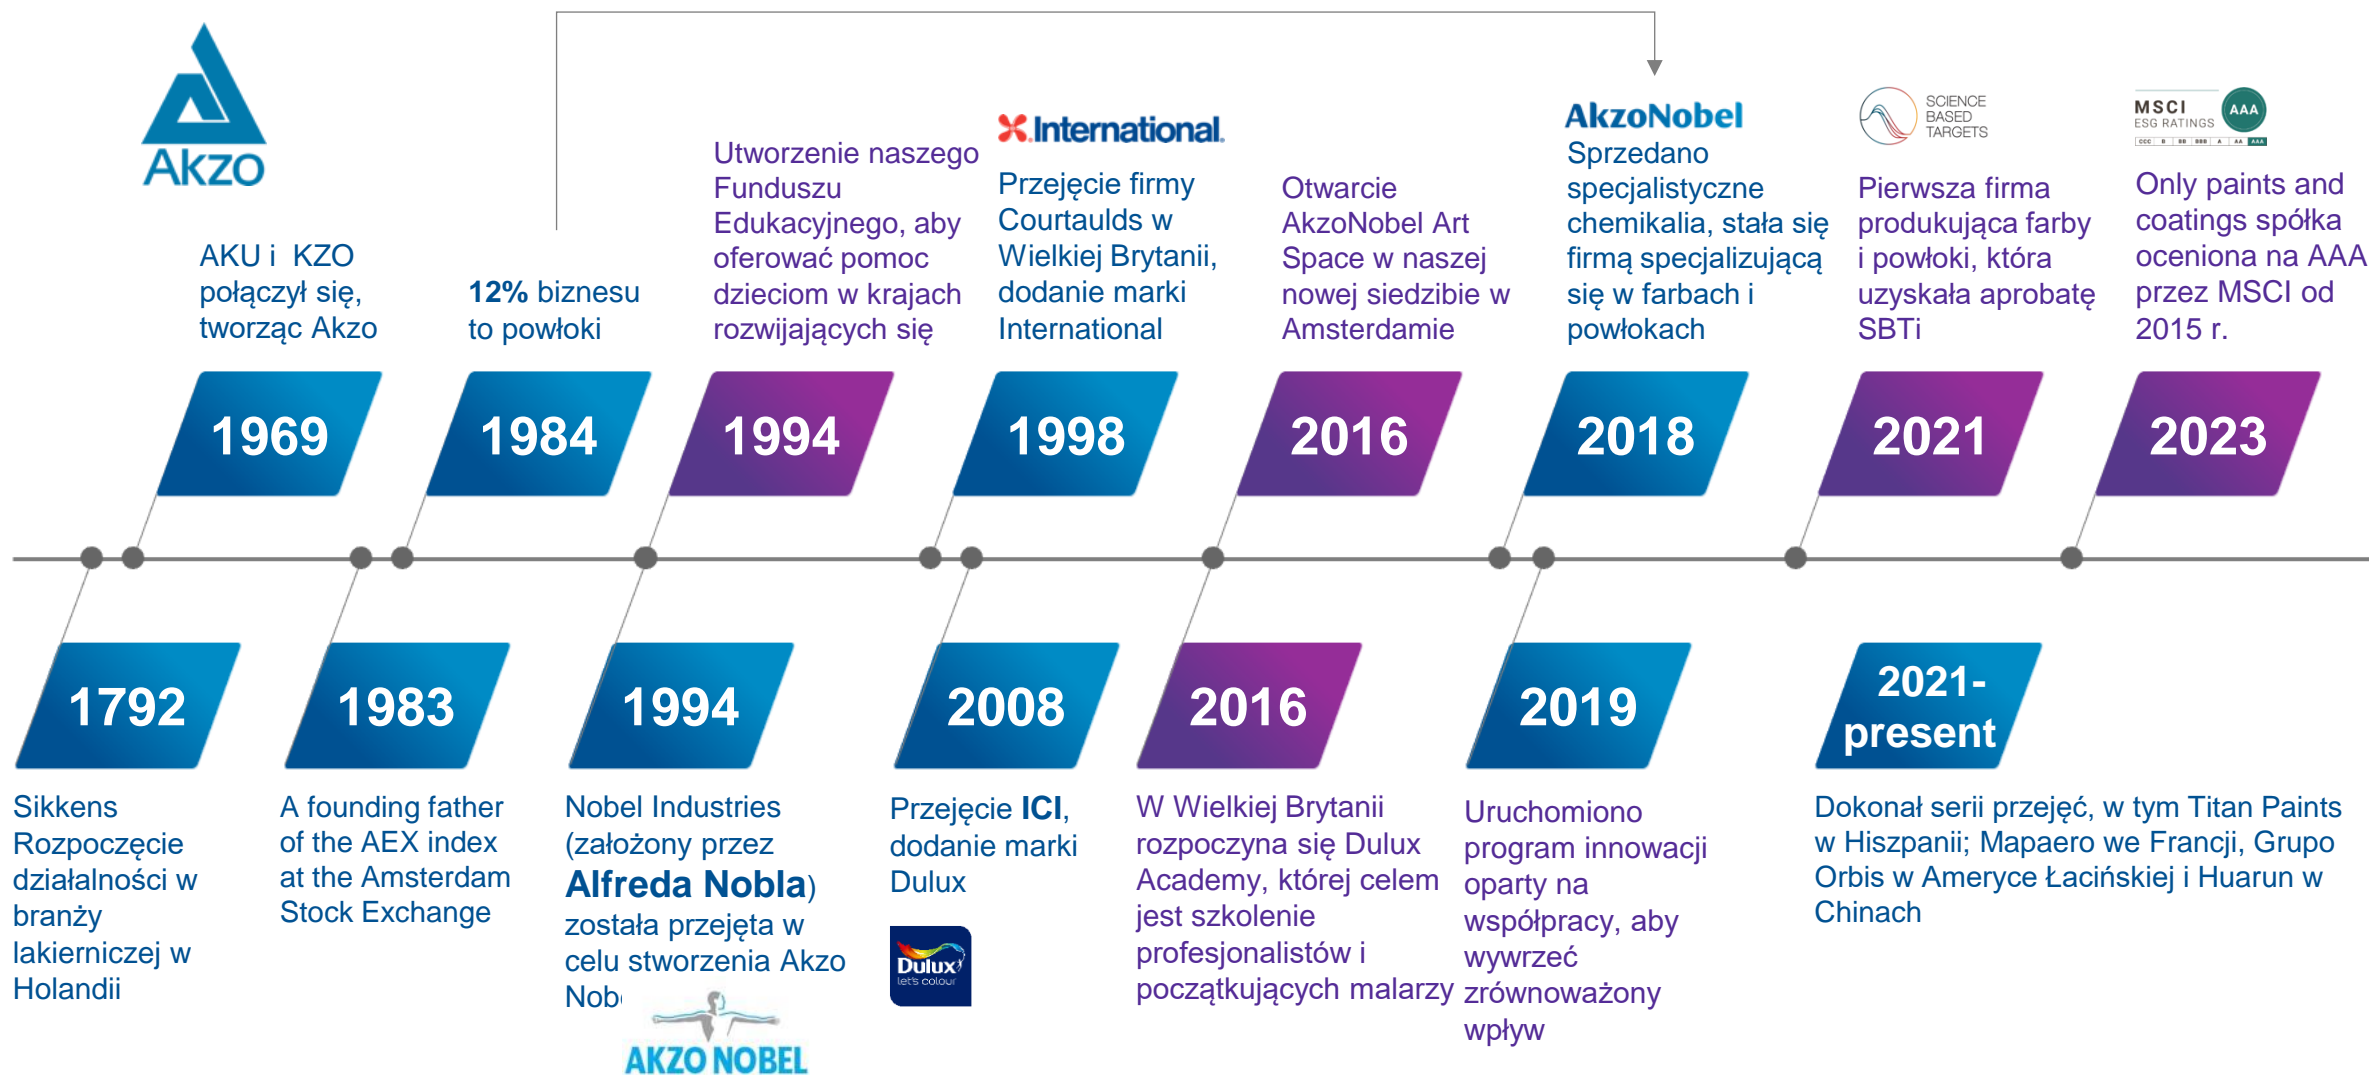 Akzo
AKU i  KZO
połączył się,
tworząc Akzo
1969
12% biznesu
to powłoki
1984
Utworzenie naszego
Funduszu
Edukacyjnego, aby
oferować pomoc
dzieciom w krajach
rozwijających się
1994
International.
Przejęcie firmy
Courtaulds w
Wielkiej Brytanii,
dodanie marki
International
1998
Otwarcie
AkzoNobel Art
Space w naszej
nowej siedzibie w
Amsterdamie
2016
AkzoNobel
Sprzedano
specjalistyczne
chemikalia, stała się
firmą specjalizującą
się w farbach i
powłokach
2018
SCIENCE
BASED
TARGETS
Pierwsza firma
produkująca farby
i powłoki, która
uzyskała aprobatę
SBTi
2021
MSCI
ESG RATINGS
AAA
CCC B BB BBB A AA AAA
Only paints and
coatings spółka
oceniona na AAA
przez MSCI od
2015 r.
2023
1792
Sikkens
Rozpoczęcie
działalności w
branży
lakierniczej w
Holandii
1983
A founding father
of the AEX index
at the Amsterdam
Stock Exchange
1994
Nobel Industries
(założony przez
Alfreda Nobla)
została przejęta w
celu stworzenia Akzo
AKZO NOBEL
2008
Przejęcie ICI,
dodanie marki
Dulux
Dulux
let's colour
2016
W Wielkiej Brytanii
rozpoczyna się Dulux
Academy, której celem
jest szkolenie
profesjonalistów i
początkujących malarzy
2019
Uruchomiono
program innowacji
oparty na
współpracy, aby
wywrzeć
zrównoważony
wpływ
2021-
present
Dokonał serii przejęć, w tym Titan Paints
w Hiszpanii; Mapaero we Francji, Grupo
Orbis w Ameryce Łacińskiej i Huarun w
Chinach